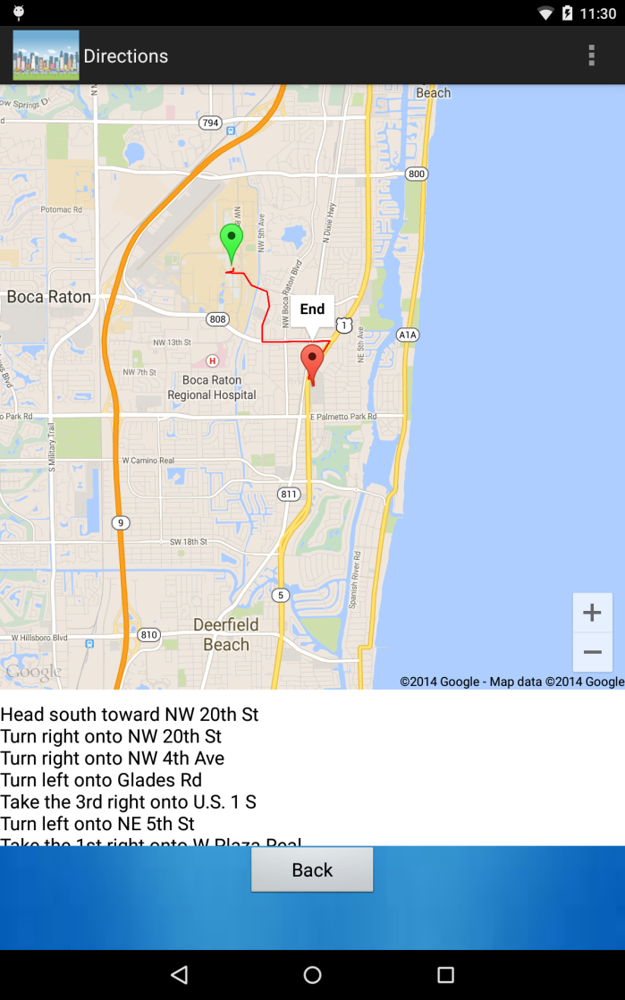 11:30
Directions
Beach
794
800
Potomac Rd
NW 5th Ave
N Dixie Hwy
NW Boca Raton Blvd
Boca Raton
808
End
1
A1A
NW 13th St
NE 5th Ave
H
NW 7th St
Boca Raton
Regional Hospital
o Park Rd
E Palmetto Park Rd
S Military Trail
W Camino Real
811
9
SW 18th St
Spanish River Rd
5
Deerfield
Beach
W Hillsboro Blvd
810
+
−
Google
©2014 Google - Map data ©2014 Google
Head south toward NW 20th St
Turn right onto NW 20th St
Turn right onto NW 4th Ave
Turn left onto Glades Rd
Take the 3rd right onto U.S. 1 S
Turn left onto NE 5th St
Take the 1st right onto W Plaza Real
Back